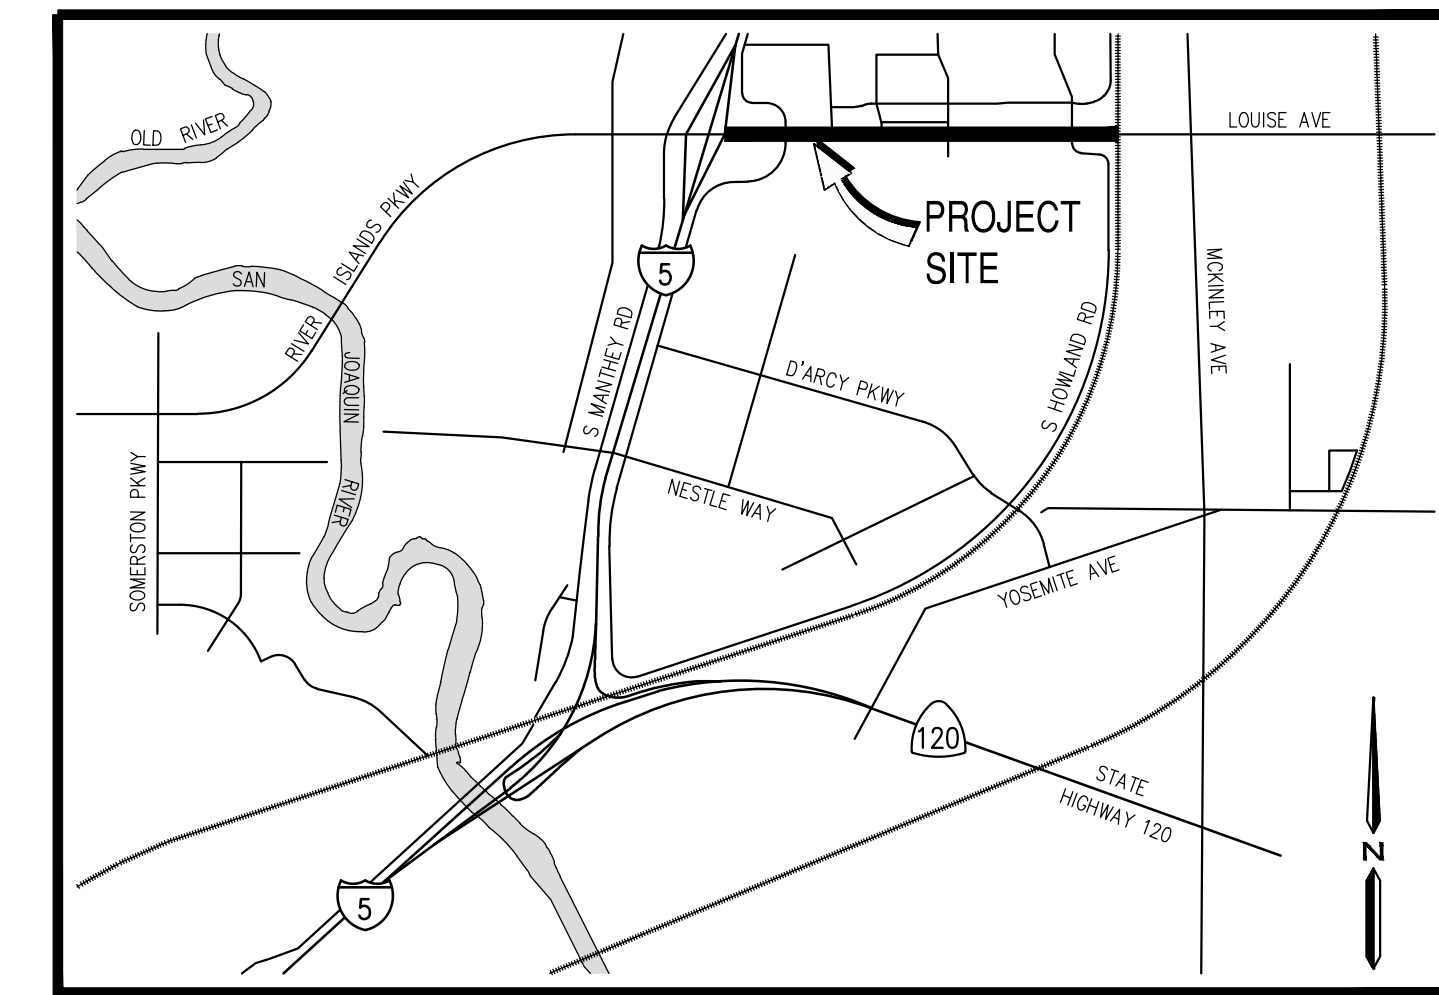 OLD RIVER
LOUISE AVE
RIVER ISLANDS PKWY
PROJECT
SITE
SAN JOAQUIN RIVER
5
S MANTHEY RD
MCKINLEY AVE
S HOWLAND RD
D'ARCY PKWY
NESTLE WAY
SOMERSTON PKWY
YOSEMITE AVE
120
STATE
HIGHWAY 120
N
5